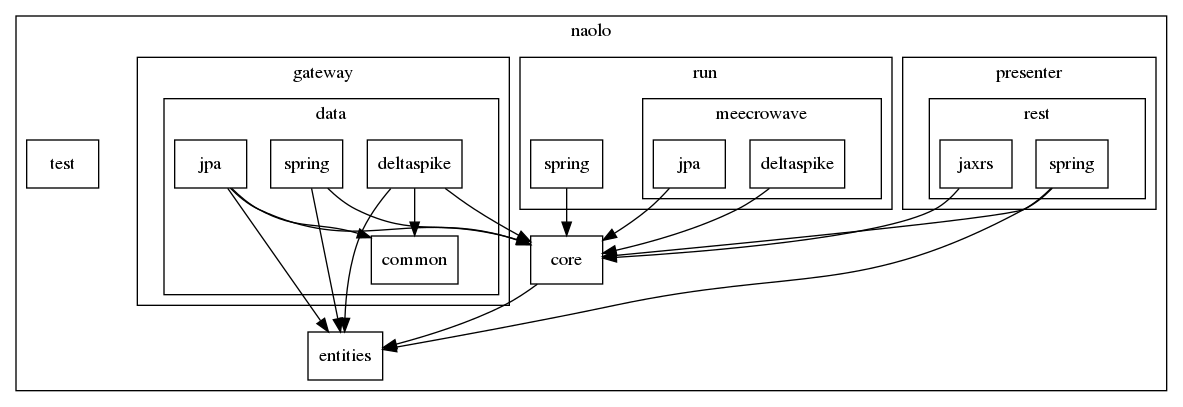 naolo
gateway
run
presenter
data
meecrowave
rest
test
jpa
spring
deltaspike
spring
jpa
deltaspike
jaxrs
spring
common
core
entities